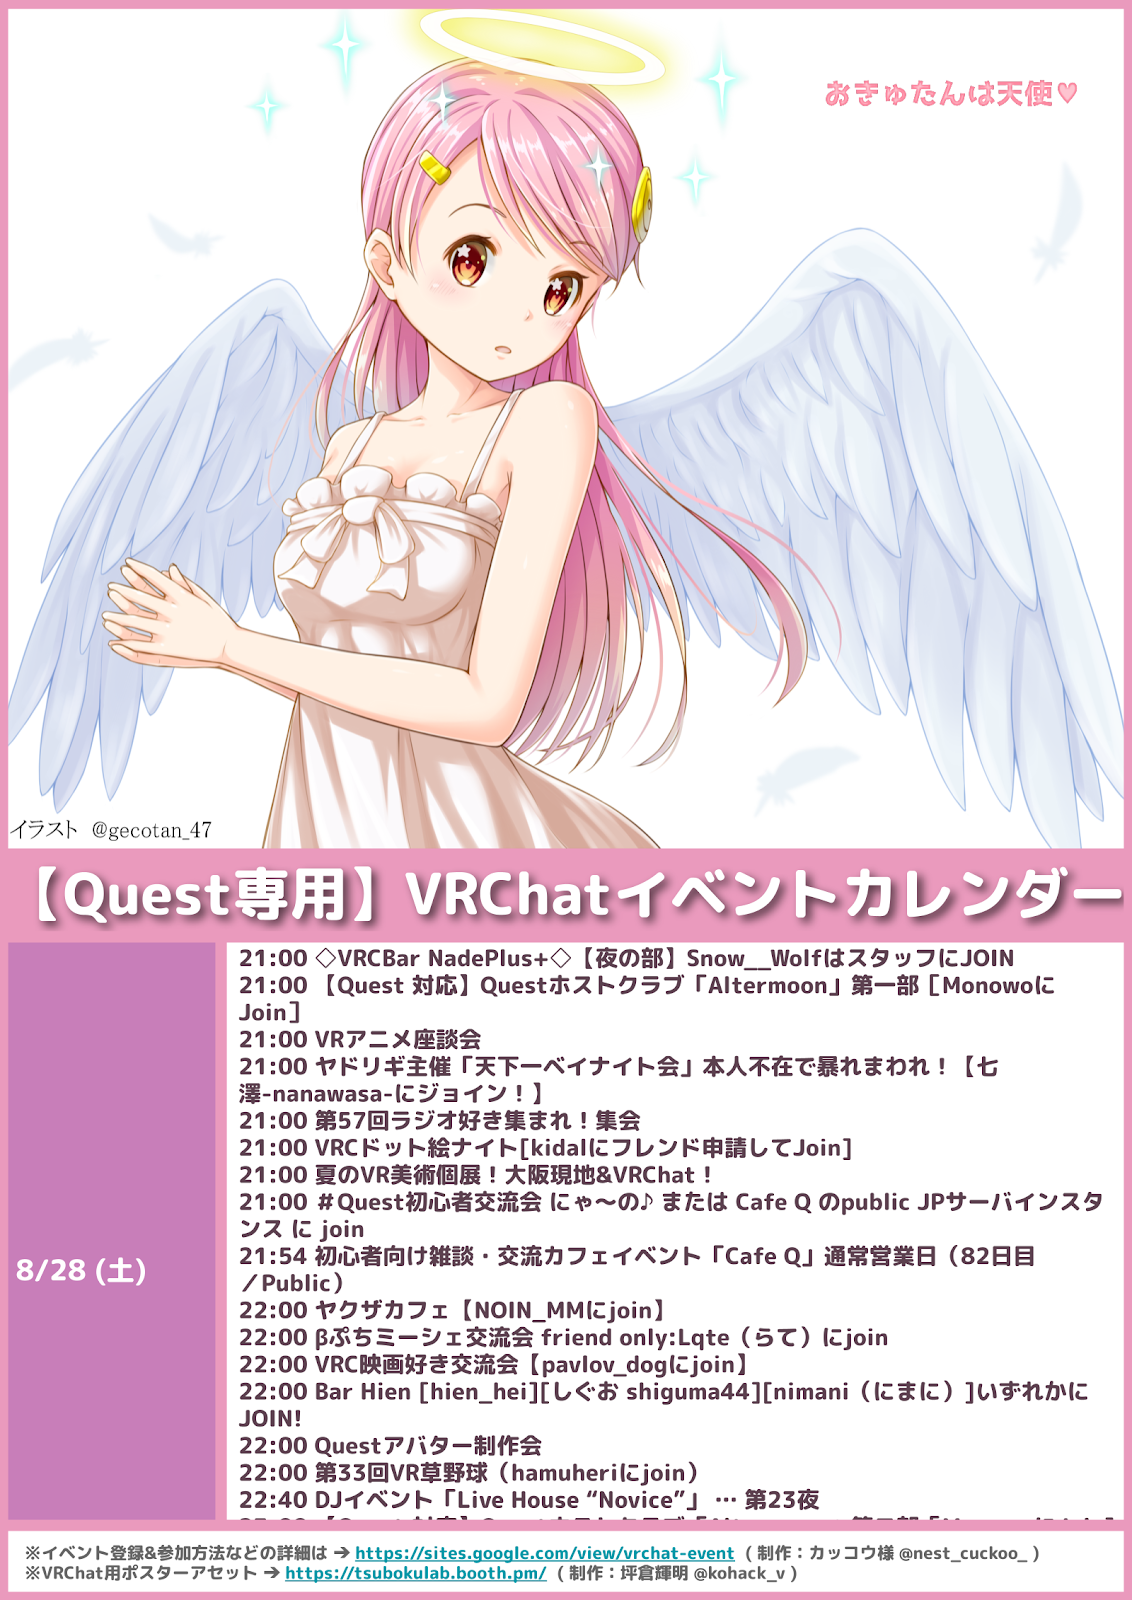 おきゅたんは天使♥
イラスト @gecotan_47
【Quest専用】VRChatイベントカレンダー
8/28 (土)
21:00 ◇VRCBar NadePlus+◇【夜の部】Snow__WolfはスタッフにJOIN
21:00 【Quest 対応】Questホストクラブ「Altermoon」第一部［Monowoに
Join］
21:00 VRアニメ座談会
21:00 ヤドリギ主催「天下一ベイナイト会」本人不在で暴れまわれ！【七
澤-nanawasa-にジョイン！】
21:00 第57回ラジオ好き集まれ！集会
21:00 VRCドット絵ナイト[kidalにフレンド申請してJoin]
21:00 夏のVR美術個展！大阪現地&VRChat！
21:00 ＃Quest初心者交流会 にゃ〜の♪ または Cafe Q のpublic JPサーバインスタ
ンス に join
21:54 初心者向け雑談・交流カフェイベント「Cafe Q」通常営業日（82日目
／Public）
22:00 ヤクザカフェ【NOIN_MMにjoin】
22:00 βぷちミーシェ交流会 friend only:Lqte（らて）にjoin
22:00 VRC映画好き交流会【pavlov_dogにjoin】
22:00 Bar Hien [hien_hei][しぐお shiguma44][nimani（にまに）]いずれかに
JOIN!
22:00 Questアバター制作会
22:00 第33回VR草野球（hamuheriにjoin）
22:40 DJイベント「Live House “Novice”」 … 第23夜
※イベント登録&参加方法などの詳細は ➔ https://sites.google.com/view/vrchat-event （ 制作：カッコウ様 @nest_cuckoo_ ）
※VRChat用ポスターアセット ➔ https://tsubokulab.booth.pm/ （ 制作：坪倉輝明 @kohack_v ）